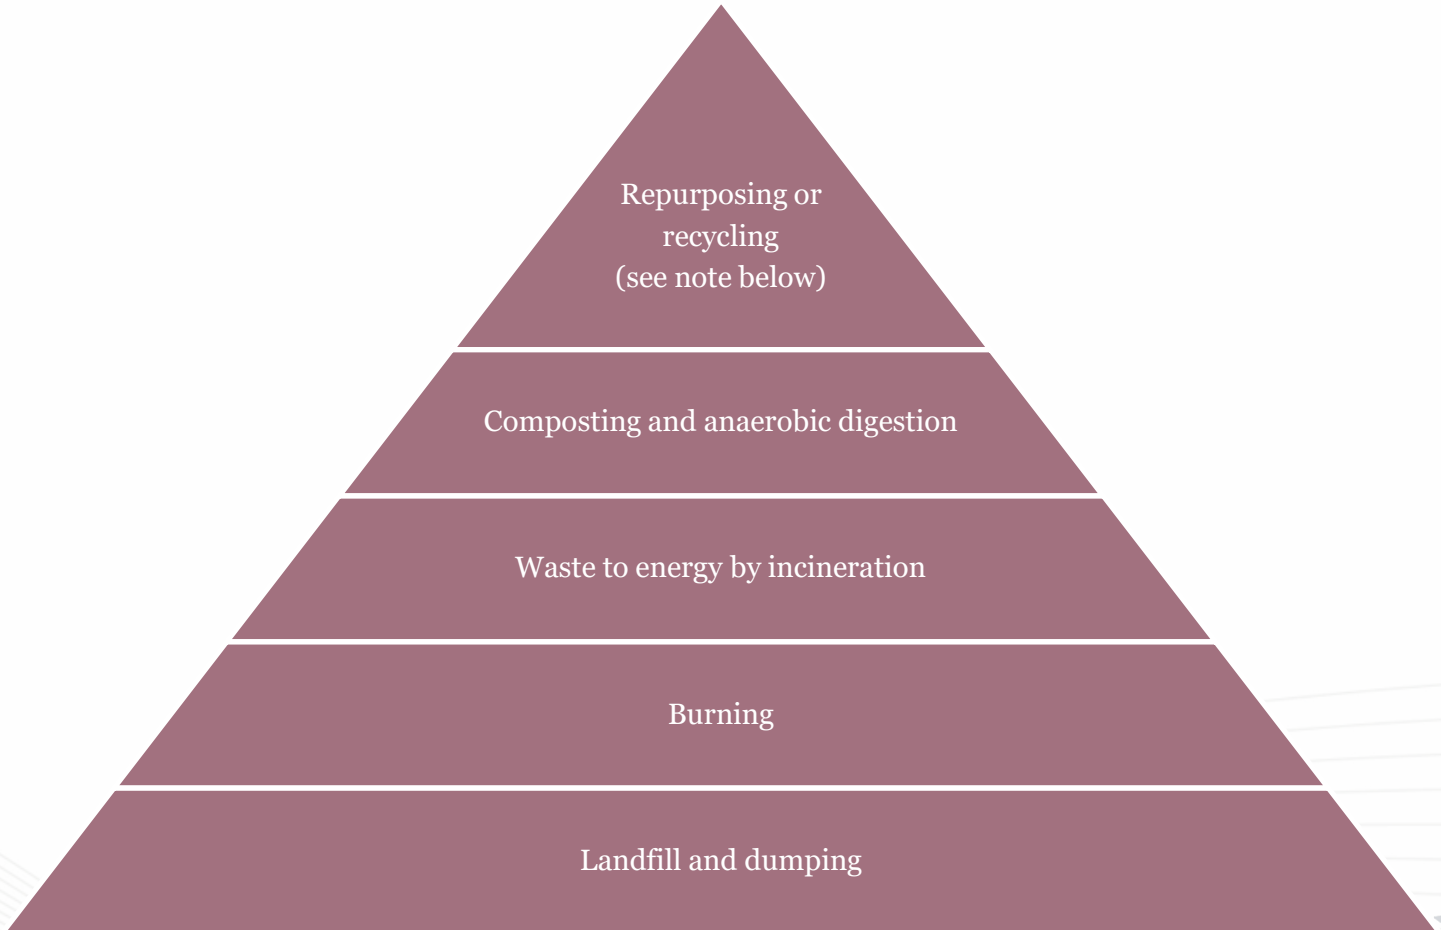 Repurposing or
recycling
(see note below)
Composting and anaerobic digestion
Waste to energy by incineration
Burning
Landfill and dumping